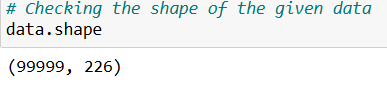 # Checking the shape of the given data
data.shape
(99999, 226)